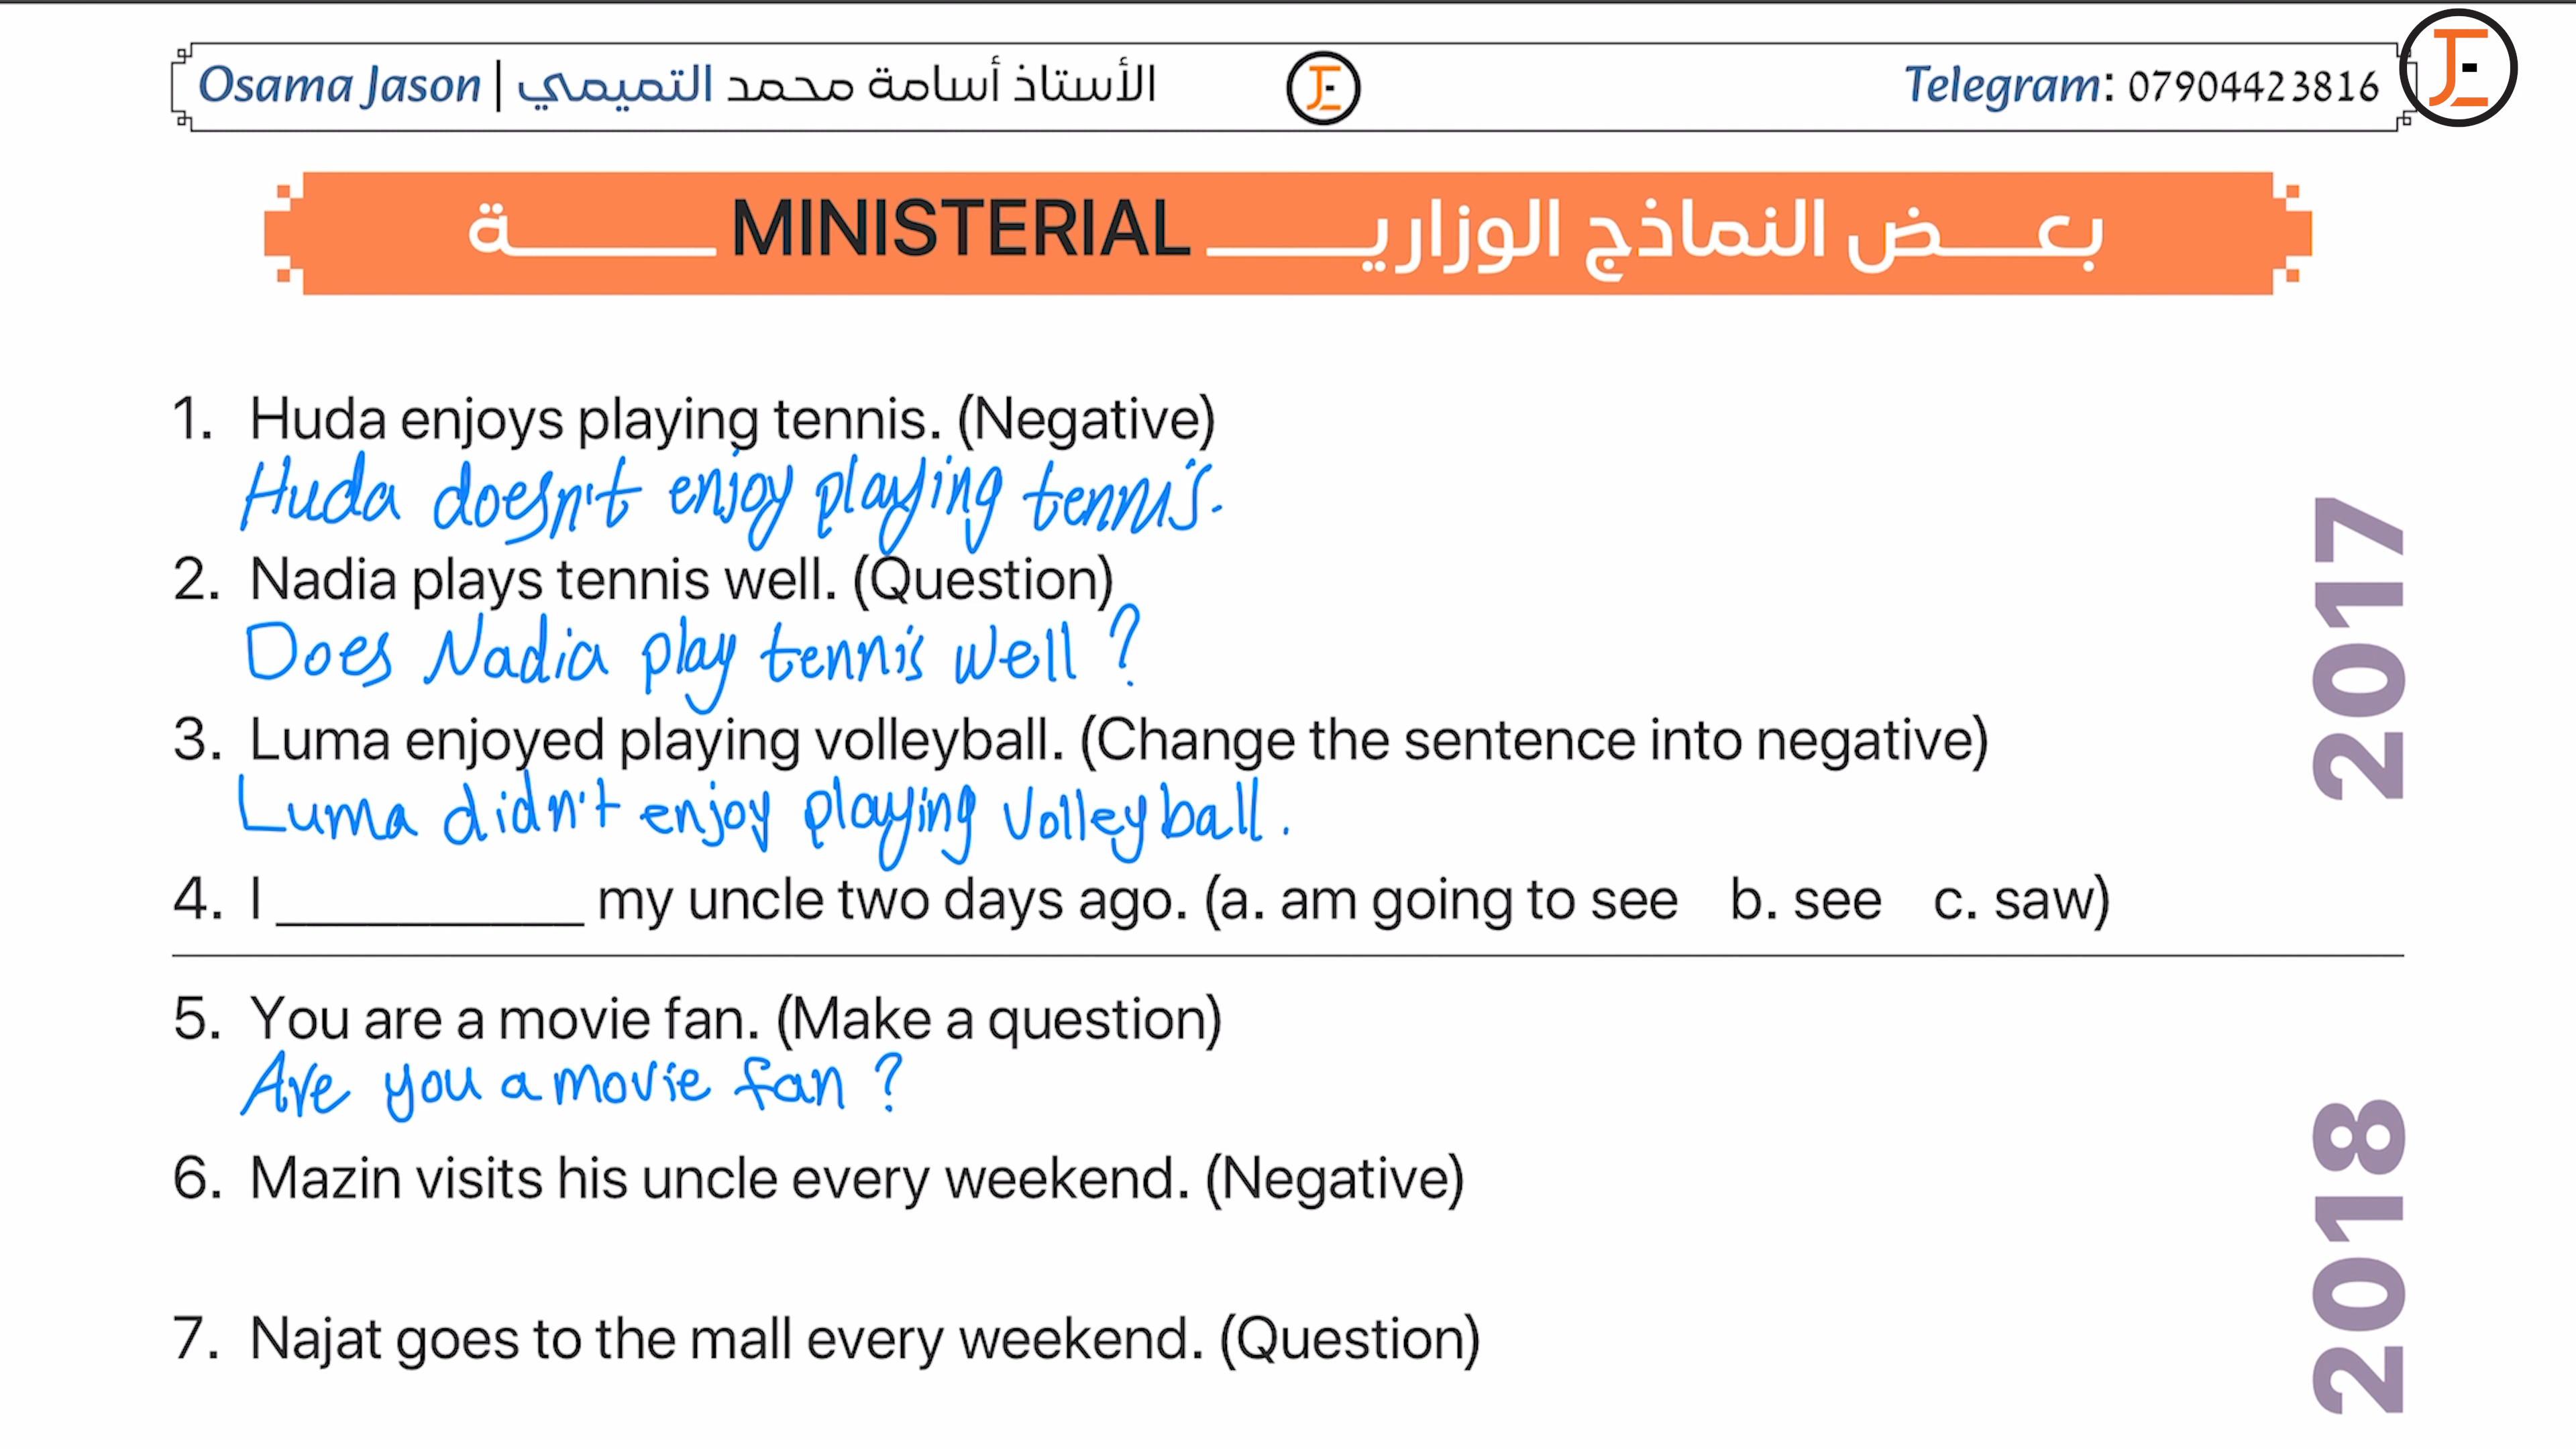 Osama Jason | الأستاذ أسامة محمد التميمي
Telegram: 07904423816
بعـــض النماذج الوزاريـــــ MINISTERIAL ـــــة
1. Huda enjoys playing tennis. (Negative)
Huda doesn't enjoy playing tennis.
2. Nadia plays tennis well. (Question)
Does Nadia play tennis well?
3. Luma enjoyed playing volleyball. (Change the sentence into negative)
Luma didn't enjoy playing volleyball.
4. I __________ my uncle two days ago. (a. am going to see b. see c. saw)
2017
5. You are a movie fan. (Make a question)
Are you a movie fan?
6. Mazin visits his uncle every weekend. (Negative)
7. Najat goes to the mall every weekend. (Question)
2018